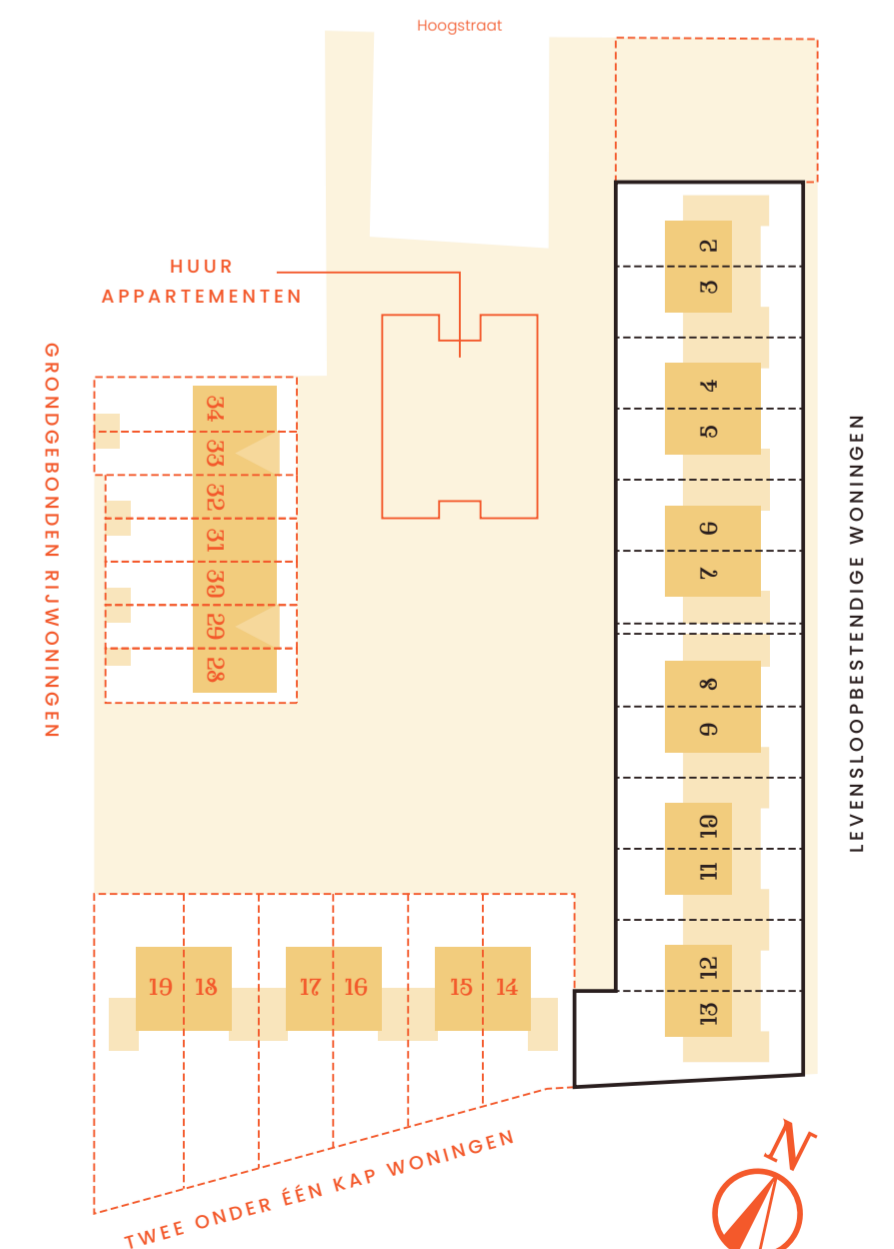 Hoogstraat
HUUR
APPARTEMENTEN
GRONDGEBONDEN RIJWONINGEN
34
33
32
31
30
29
28
2
3
4
5
6
7
8
9
10
11
12
13
LEVENSLOOPBESTENDIGE WONINGEN
19 18 17 16 15 14
TWEE ONDER ÉÉN KAP WONINGEN
N